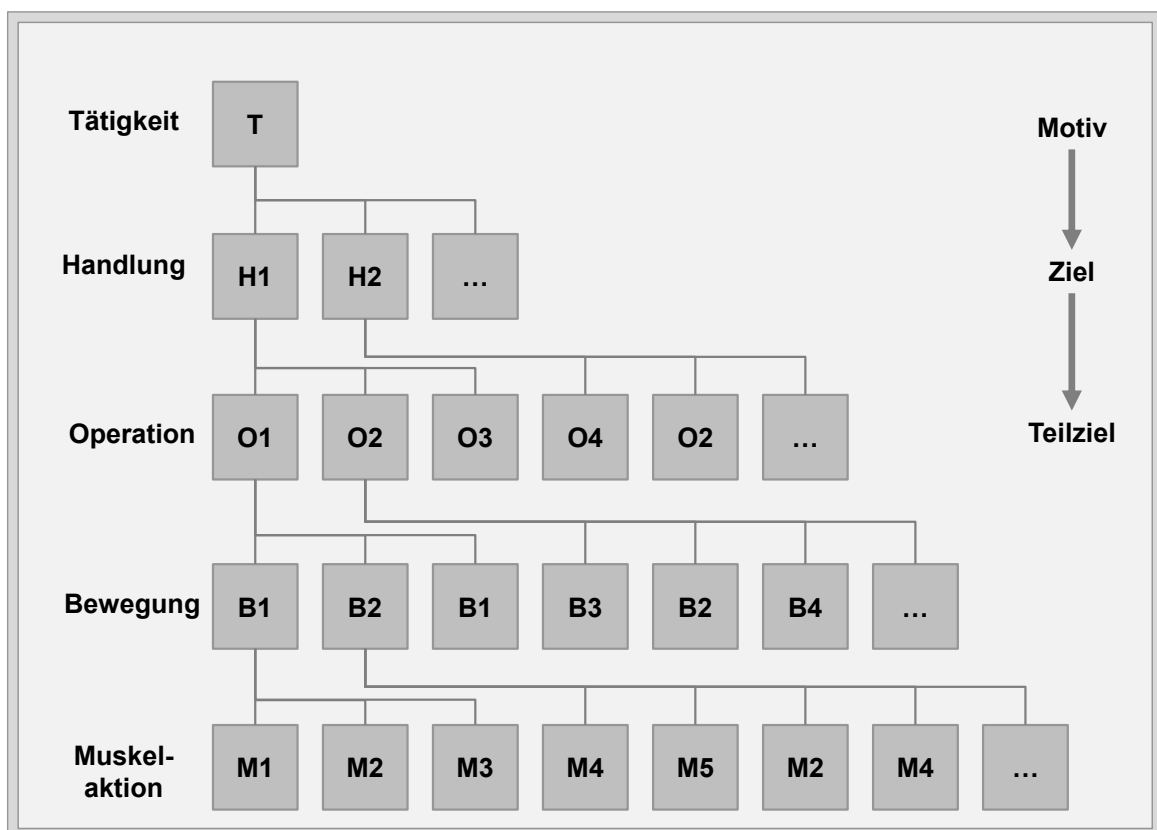 Tätigkeit T Motiv
Handlung H1 H2 … Ziel
Operation O1 O2 O3 O4 O2 … Teilziel
Bewegung B1 B2 B1 B3 B2 B4 …
Muskel-
aktion M1 M2 M3 M4 M5 M2 M4 …